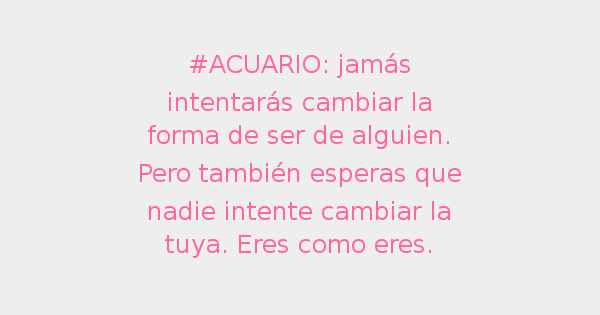 #ACUARIO: jamás
intentarás cambiar la
forma de ser de alguien.
Pero también esperas que
nadie intente cambiar la
tuya. Eres como eres.